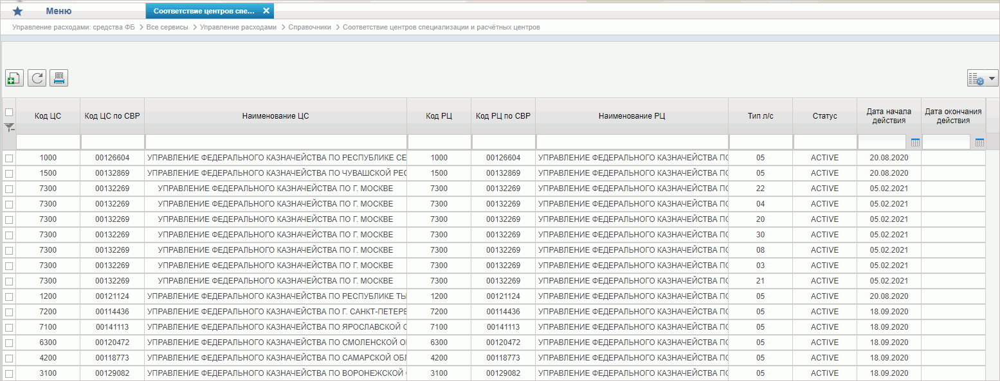 Меню Соответствие центров спе...
Управление расходами: средства ФБ > Все сервисы > Управление расходами > Справочники > Соответствие центров специализации и расчётных центров
Код ЦС Код ЦС по СВР Наименование ЦС Код РЦ Код РЦ по СВР Наименование РЦ Тип л/с Статус Дата начала действия Дата окончания действия
1000 00126604 УПРАВЛЕНИЕ ФЕДЕРАЛЬНОГО КАЗНАЧЕЙСТВА ПО РЕСПУБЛИКЕ СЕ 1000 00126604 УПРАВЛЕНИЕ ФЕДЕРАЛЬНОГО КАЗНАЧЕЙСТВА ПО 05 ACTIVE 20.08.2020
1500 00132869 УПРАВЛЕНИЕ ФЕДЕРАЛЬНОГО КАЗНАЧЕЙСТВА ПО ЧУВАШСКОЙ РЕС 1500 00132869 УПРАВЛЕНИЕ ФЕДЕРАЛЬНОГО КАЗНАЧЕЙСТВА ПО 05 ACTIVE 20.08.2020
7300 00132269 УПРАВЛЕНИЕ ФЕДЕРАЛЬНОГО КАЗНАЧЕЙСТВА ПО Г. МОСКВЕ 7300 00132269 УПРАВЛЕНИЕ ФЕДЕРАЛЬНОГО КАЗНАЧЕЙСТВА ПО 22 ACTIVE 05.02.2021
7300 00132269 УПРАВЛЕНИЕ ФЕДЕРАЛЬНОГО КАЗНАЧЕЙСТВА ПО Г. МОСКВЕ 7300 00132269 УПРАВЛЕНИЕ ФЕДЕРАЛЬНОГО КАЗНАЧЕЙСТВА ПО 04 ACTIVE 05.02.2021
7300 00132269 УПРАВЛЕНИЕ ФЕДЕРАЛЬНОГО КАЗНАЧЕЙСТВА ПО Г. МОСКВЕ 7300 00132269 УПРАВЛЕНИЕ ФЕДЕРАЛЬНОГО КАЗНАЧЕЙСТВА ПО 20 ACTIVE 05.02.2021
7300 00132269 УПРАВЛЕНИЕ ФЕДЕРАЛЬНОГО КАЗНАЧЕЙСТВА ПО Г. МОСКВЕ 7300 00132269 УПРАВЛЕНИЕ ФЕДЕРАЛЬНОГО КАЗНАЧЕЙСТВА ПО 30 ACTIVE 05.02.2021
7300 00132269 УПРАВЛЕНИЕ ФЕДЕРАЛЬНОГО КАЗНАЧЕЙСТВА ПО Г. МОСКВЕ 7300 00132269 УПРАВЛЕНИЕ ФЕДЕРАЛЬНОГО КАЗНАЧЕЙСТВА ПО 08 ACTIVE 05.02.2021
7300 00132269 УПРАВЛЕНИЕ ФЕДЕРАЛЬНОГО КАЗНАЧЕЙСТВА ПО Г. МОСКВЕ 7300 00132269 УПРАВЛЕНИЕ ФЕДЕРАЛЬНОГО КАЗНАЧЕЙСТВА ПО 03 ACTIVE 05.02.2021
7300 00132269 УПРАВЛЕНИЕ ФЕДЕРАЛЬНОГО КАЗНАЧЕЙСТВА ПО Г. МОСКВЕ 7300 00132269 УПРАВЛЕНИЕ ФЕДЕРАЛЬНОГО КАЗНАЧЕЙСТВА ПО 21 ACTIVE 05.02.2021
1200 00121124 УПРАВЛЕНИЕ ФЕДЕРАЛЬНОГО КАЗНАЧЕЙСТВА ПО РЕСПУБЛИКЕ ТЫ 1200 00121124 УПРАВЛЕНИЕ ФЕДЕРАЛЬНОГО КАЗНАЧЕЙСТВА ПО 05 ACTIVE 20.08.2020
7200 00114436 УПРАВЛЕНИЕ ФЕДЕРАЛЬНОГО КАЗНАЧЕЙСТВА ПО Г. САНКТ-ПЕТЕРБ 7200 00114436 УПРАВЛЕНИЕ ФЕДЕРАЛЬНОГО КАЗНАЧЕЙСТВА ПО 05 ACTIVE 18.09.2020
7100 00141113 УПРАВЛЕНИЕ ФЕДЕРАЛЬНОГО КАЗНАЧЕЙСТВА ПО ЯРОСЛАВСКОЙ О 7100 00141113 УПРАВЛЕНИЕ ФЕДЕРАЛЬНОГО КАЗНАЧЕЙСТВА ПО 05 ACTIVE 18.09.2020
6300 00120472 УПРАВЛЕНИЕ ФЕДЕРАЛЬНОГО КАЗНАЧЕЙСТВА ПО СМОЛЕНСКОЙ ОБ 6300 00120472 УПРАВЛЕНИЕ ФЕДЕРАЛЬНОГО КАЗНАЧЕЙСТВА ПО 05 ACTIVE 18.09.2020
4200 00118773 УПРАВЛЕНИЕ ФЕДЕРАЛЬНОГО КАЗНАЧЕЙСТВА ПО САМАРСКОЙ ОБЛ 4200 00118773 УПРАВЛЕНИЕ ФЕДЕРАЛЬНОГО КАЗНАЧЕЙСТВА ПО 05 ACTIVE 18.09.2020
3100 00129082 УПРАВЛЕНИЕ ФЕДЕРАЛЬНОГО КАЗНАЧЕЙСТВА ПО ВОРОНЕЖСКОЙ 3100 00129082 УПРАВЛЕНИЕ ФЕДЕРАЛЬНОГО КАЗНАЧЕЙСТВА ПО 05 ACTIVE 18.09.2020